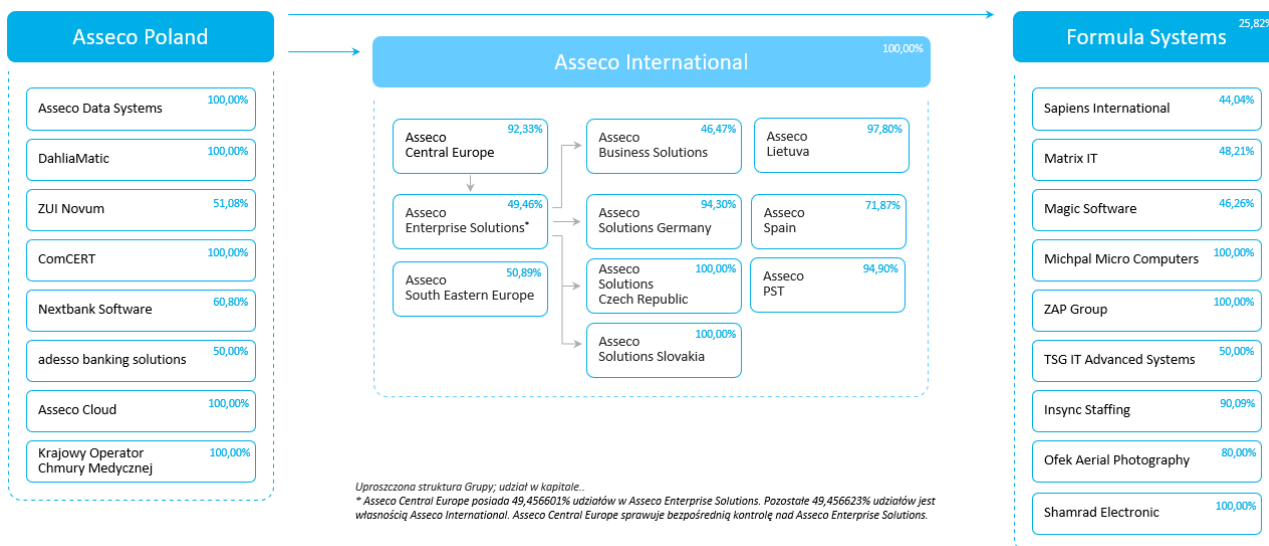 Asseco Poland
Asseco Data Systems 100,00%
DahliaMatic 100,00%
ZUI Novum 51,08%
ComCERT 100,00%
Nextbank Software 60,80%
adesso banking solutions 50,00%
Asseco Cloud 100,00%
Krajowy Operator 100,00%
Chmury Medycznej
Asseco International 100,00%
Asseco 92,33%
Central Europe
Asseco 49,46%
Enterprise Solutions*
Asseco 50,89%
South Eastern Europe
Asseco 46,47%
Business Solutions
Asseco 94,30%
Solutions Germany
Asseco 100,00%
Solutions
Czech Republic
Asseco 100,00%
Solutions Slovakia
Asseco 97,80%
Lietuva
Asseco 71,87%
Spain
Asseco 94,90%
PST
Uproszczona struktura Grupy; udział w kapitale..
* Asseco Central Europe posiada 49,456601% udziałów w Asseco Enterprise Solutions. Pozostałe 49,456623% udziałów jest
własnością Asseco International. Asseco Central Europe sprawuje bezpośrednią kontrolę nad Asseco Enterprise Solutions.
Formula Systems 25,82%
Sapiens International 44,04%
Matrix IT 48,21%
Magic Software 46,26%
Michpal Micro Computers 100,00%
ZAP Group 100,00%
TSG IT Advanced Systems 50,00%
Insync Staffing 90,09%
Ofek Aerial Photography 80,00%
Shamrad Electronic 100,00%